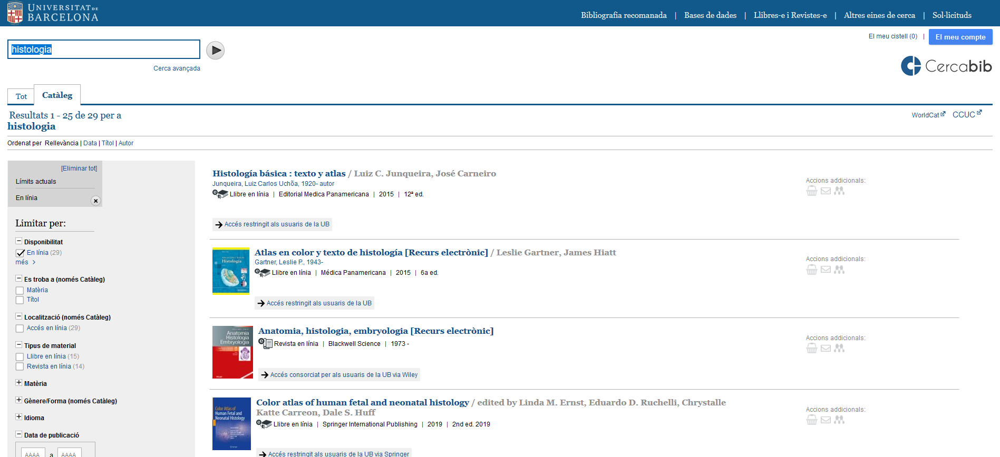 UNIVERSITAT DE
BARCELONA
Bibliografia recomanada | Bases de dades | Llibres-e i Revistes-e | Altres eines de cerca | Sol·licituds
El meu cistell (0) | El meu compte
histologia
Cerca avançada
Cercabib
Tot
Catàleg
Resultats 1 - 25 de 29 per a
histologia
WorldCat
CCUC
Ordenat per Rellevància | Data | Títol | Autor
[Eliminar tot]
Límits actuals
En línia
Limitar per:
Disponibilitat
En línia (29)
més >
Es troba a (només Catàleg)
Matèria
Títol
Localització (només Catàleg)
Accés en línia (29)
Tipus de material
Llibre en línia (15)
Revista en línia (14)
Matèria
Gènere/Forma (només Catàleg)
Idioma
Data de publicació
AAAA a AAAA
Histología básica : texto y atlas / Luiz C. Junqueira, José Carneiro
Junqueira, Luiz Carlos Uchõa, 1920- autor
Llibre en línia | Editorial Medica Panamericana | 2015 | 12ª ed.
Accés restringit als usuaris de la UB
Accions addicionals:
Histología
Atlas en color y texto de histología [Recurs electrònic] / Leslie Gartner, James Hiatt
Gartner, Leslie P., 1943-
Llibre en línia | Médica Panamericana | 2015 | 6a ed.
Accés restringit als usuaris de la UB
Accions addicionals:
Anatomia
Histologia
Embryologia
WILEY
Anatomia, histologia, embryologia [Recurs electrònic]
Revista en línia | Blackwell Science | 1973 -
Accés consorciat per als usuaris de la UB via Wiley
Accions addicionals:
Color Atlas of
Human Fetal and
Neonatal Histology
Color atlas of human fetal and neonatal histology / edited by Linda M. Ernst, Eduardo D. Ruchelli, Chrystalle
Katte Carreon, Dale S. Huff
Llibre en línia | Springer International Publishing | 2019 | 2nd ed. 2019
Accés restringit als usuaris de la UB via Springer
Accions addicionals: